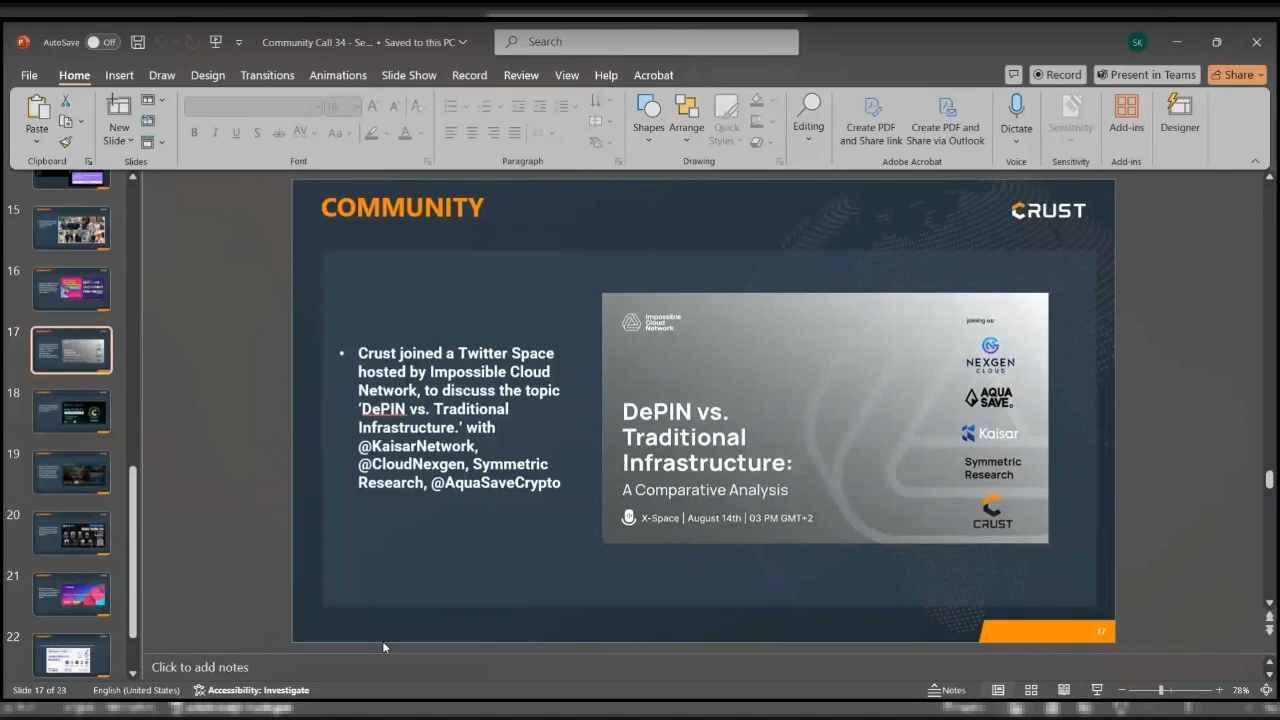 AutoSave
Off
Community Call 34 - Se... • Saved to this PC
Search
SK
File
Home
Insert
Draw
Design
Transitions
Animations
Slide Show
Record
Review
View
Help
Acrobat
Record
Present in Teams
Share
Paste
New
Slide
18
Aa
Shapes
Arrange
Quick
Styles
Editing
Create PDF
and Share link
Create PDF and
Share via Outlook
Dictate
Sensitivity
Add-ins
Designer
Clipboard
Slides
Font
Paragraph
Drawing
Adobe Acrobat
Voice
Sensitivity
Add-ins
15
16
17
18
19
20
21
22
COMMUNITY
CRUST
• Crust joined a Twitter Space
hosted by Impossible Cloud
Network, to discuss the topic
‘DePIN vs. Traditional
Infrastructure.’ with
@KaisarNetwork,
@CloudNexgen, Symmetric
Research, @AquaSaveCrypto
Impossible
Cloud
Network
DePIN vs.
Traditional
Infrastructure:
A Comparative Analysis
X-Space | August 14th | 03 PM GMT+2
joining us:
NEXGEN
CLOUD
AQUA
SAVE.
Kaisar
Symmetric
Research
CRUST
17
Click to add notes
Slide 17 of 23
English (United States)
Accessibility: Investigate
Notes
78%